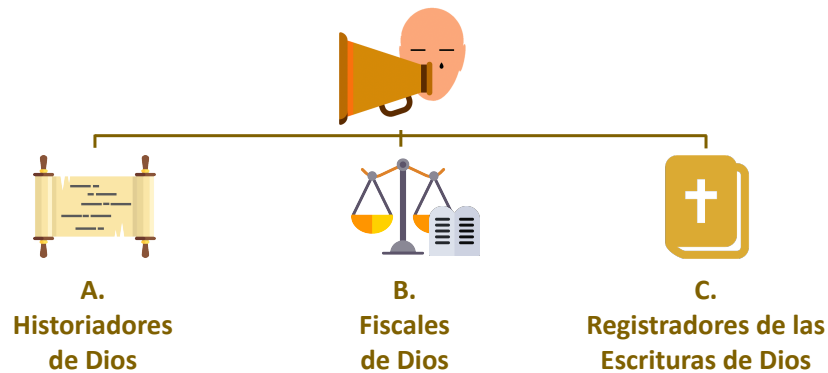 A.
Historiadores
de Dios
B.
Fiscales
de Dios
C.
Registradores de las
Escrituras de Dios